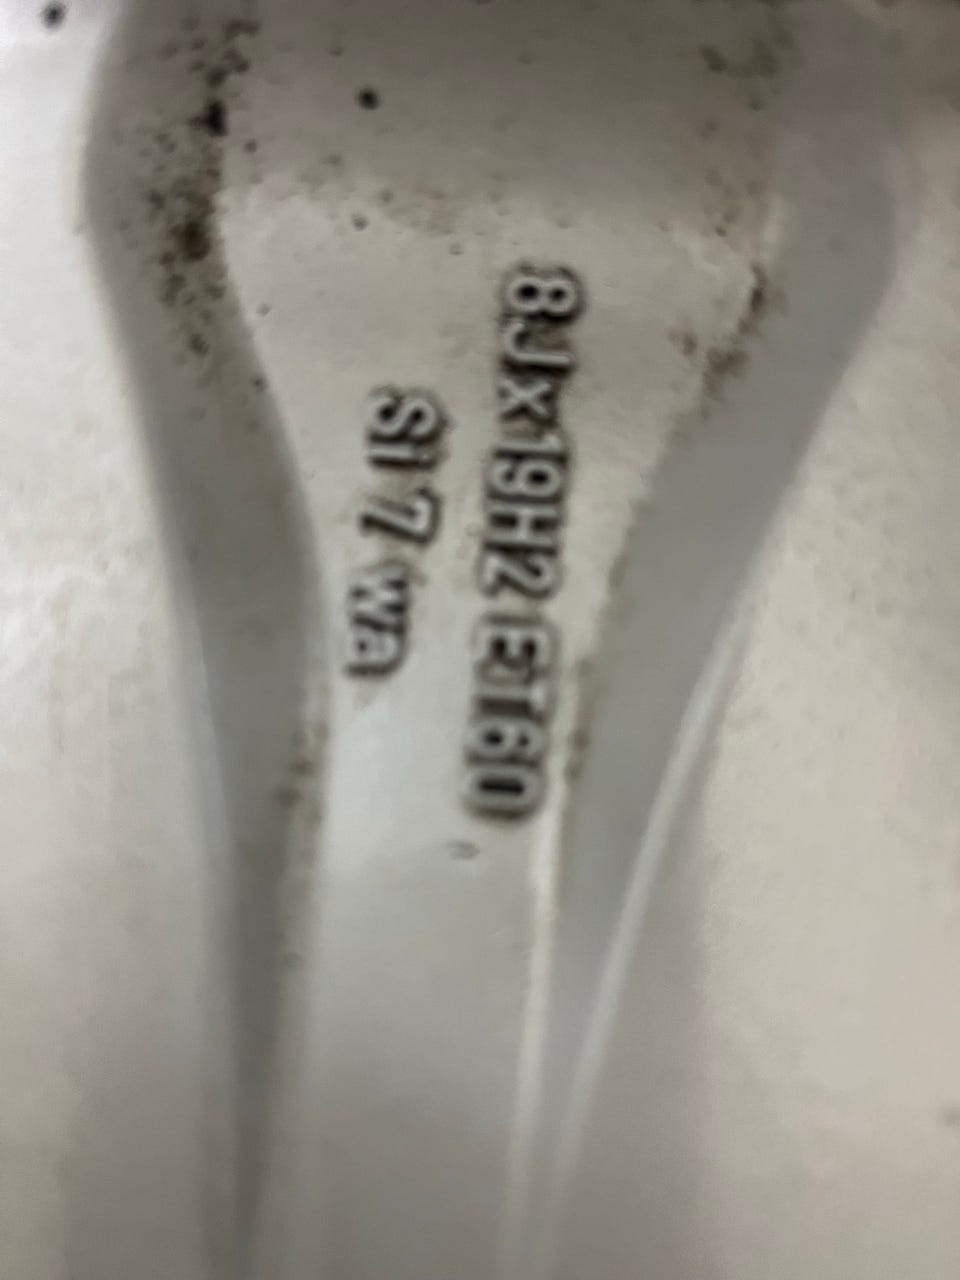 8Jx19H2 ET60
Si 7 wa